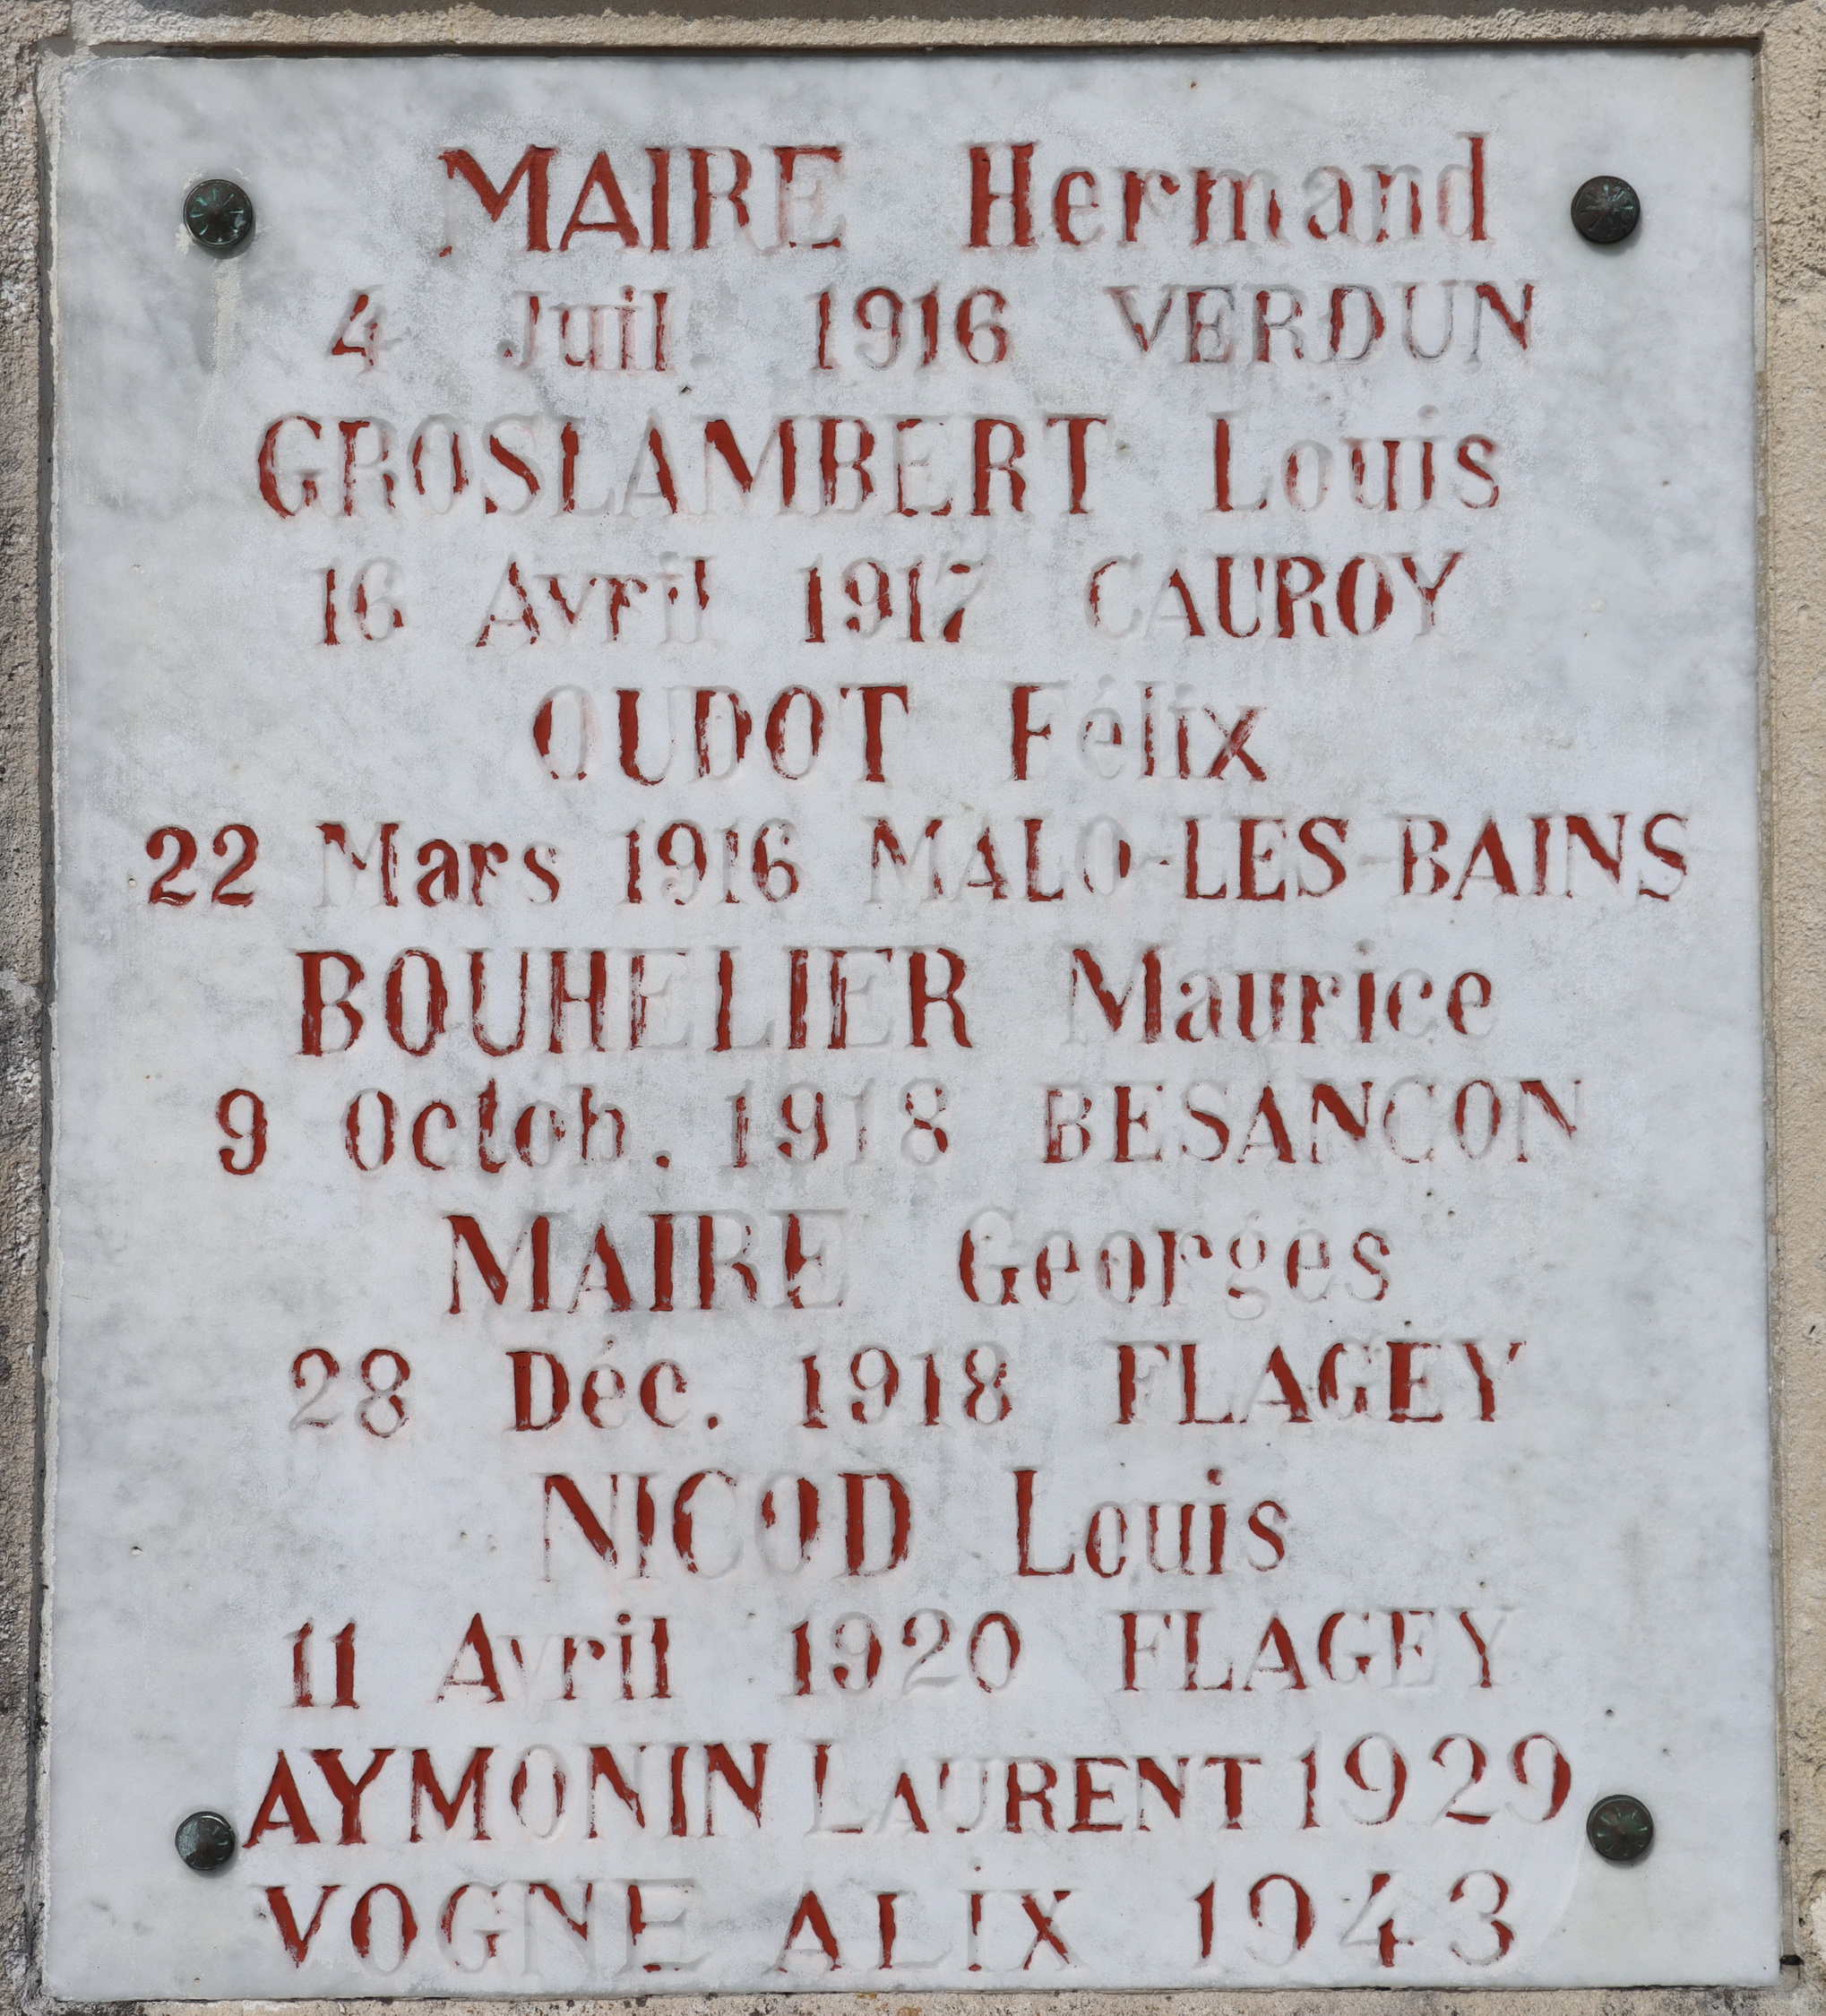 MAIRE Hermand
4 Juil. 1916 VERDUN
GROSLAMBERT Louis
16 Avril 1917 CAUROY
OUDOT Félix
22 Mars 1916 MALO-LES-BAINS
BOUHELIER Maurice
9 Octob. 1918 BESANCON
MAIRE Georges
28 Déc. 1918 FLAGEY
NICOD Louis
11 Avril 1920 FLAGEY
AYMONIN LAURENT 1929
VOGNE ALIX 1943